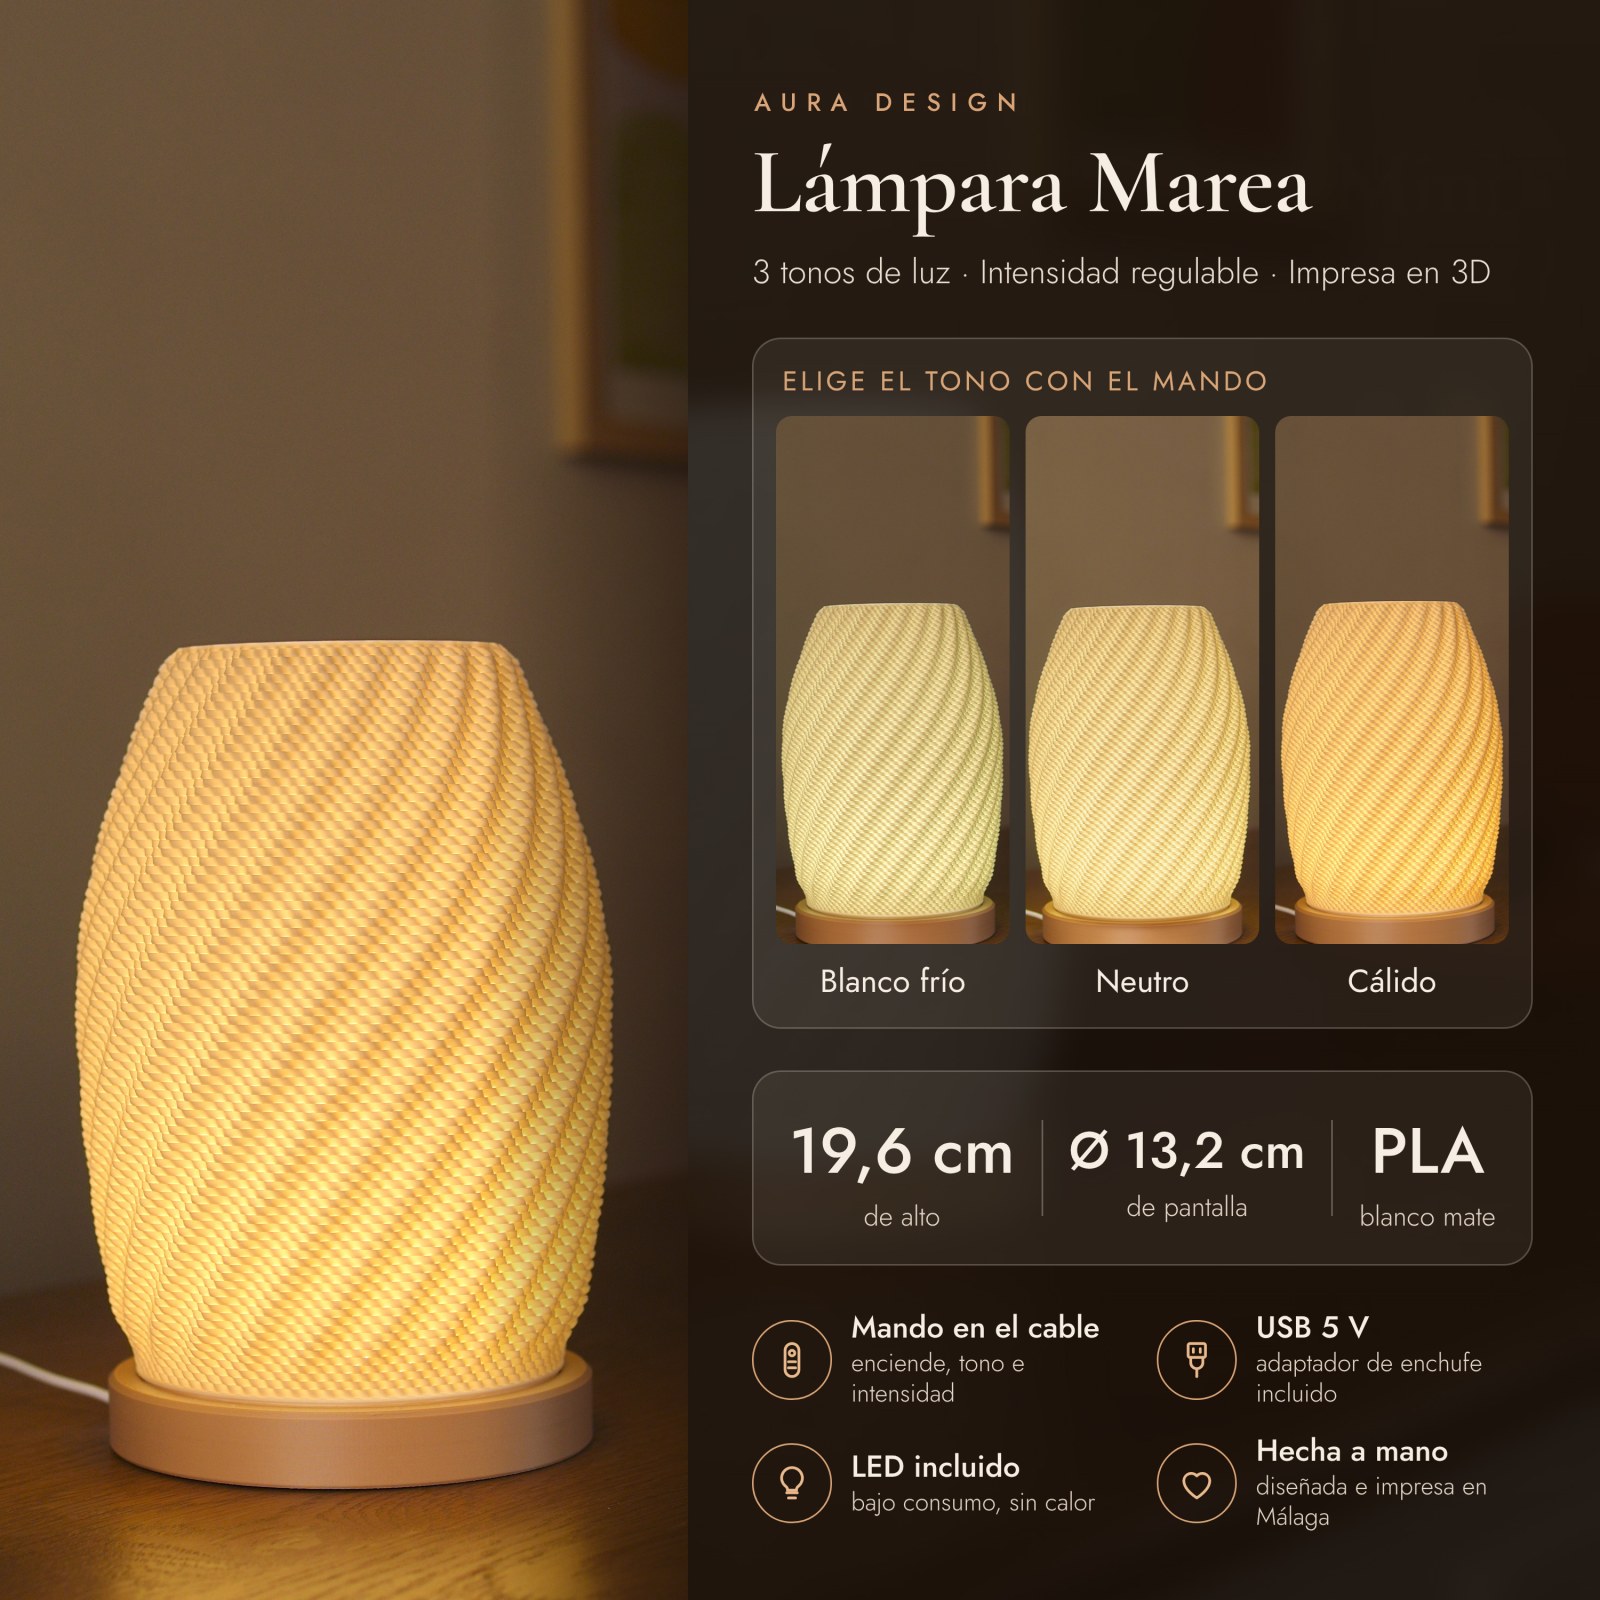 AURA DESIGN
Lámpara Marea
3 tonos de luz · Intensidad regulable · Impresa en 3D
ELIGE EL TONO CON EL MANDO
Blanco frío
Neutro
Cálido
19,6 cm
de alto
Ø 13,2 cm
de pantalla
PLA
blanco mate
Mando en el cable
enciende, tono e
intensidad
USB 5 V
adaptador de enchufe
incluido
LED incluido
bajo consumo, sin calor
Hecha a mano
diseñada e impresa en
Málaga